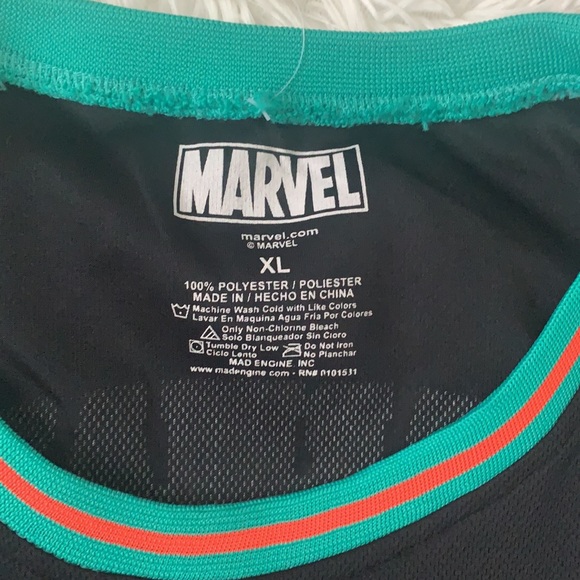 MARVEL
marvel.com
© MARVEL
XL
100% POLYESTER / POLIESTER
MADE IN / HECHO EN CHINA
Machine Wash Cold with Like Colors
Lavar En Maquina Agua Fria Por Colores
Only Non-Chlorine Bleach
Solo Blanqueador Sin Cloro
Tumble Dry Low Do Not Iron
Ciclo Lento No Planchar
MAD ENGINE, INC
www.madengine.com - RN# 0101531